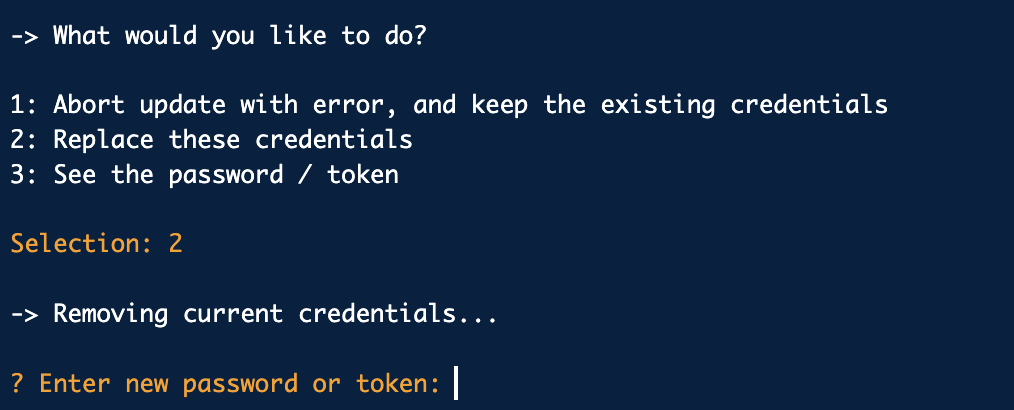 -> What would you like to do?
1: Abort update with error, and keep the existing credentials
2: Replace these credentials
3: See the password / token
Selection: 2
-> Removing current credentials...
? Enter new password or token: